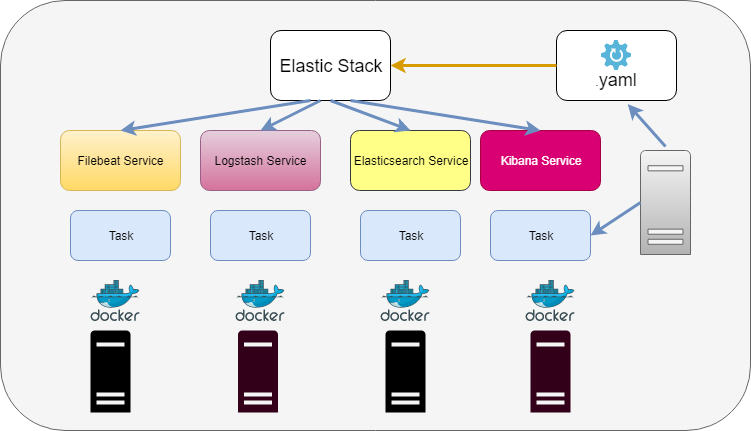 Elastic Stack
.yaml
Filebeat Service
Logstash Service
Elasticsearch Service
Kibana Service
Task
Task
Task
Task
docker
docker
docker
docker